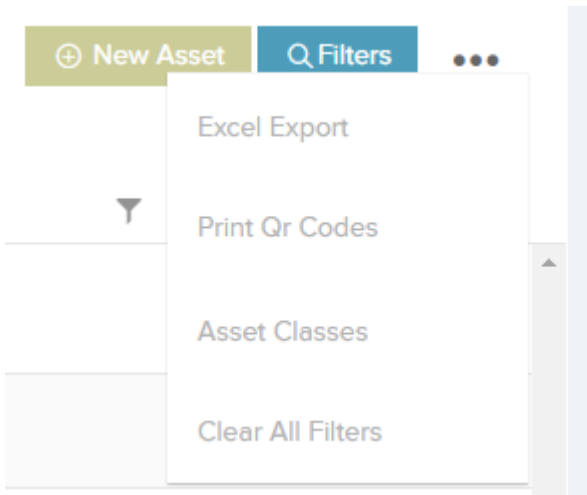 New Asset
Filters
Excel Export
Print Qr Codes
Asset Classes
Clear All Filters